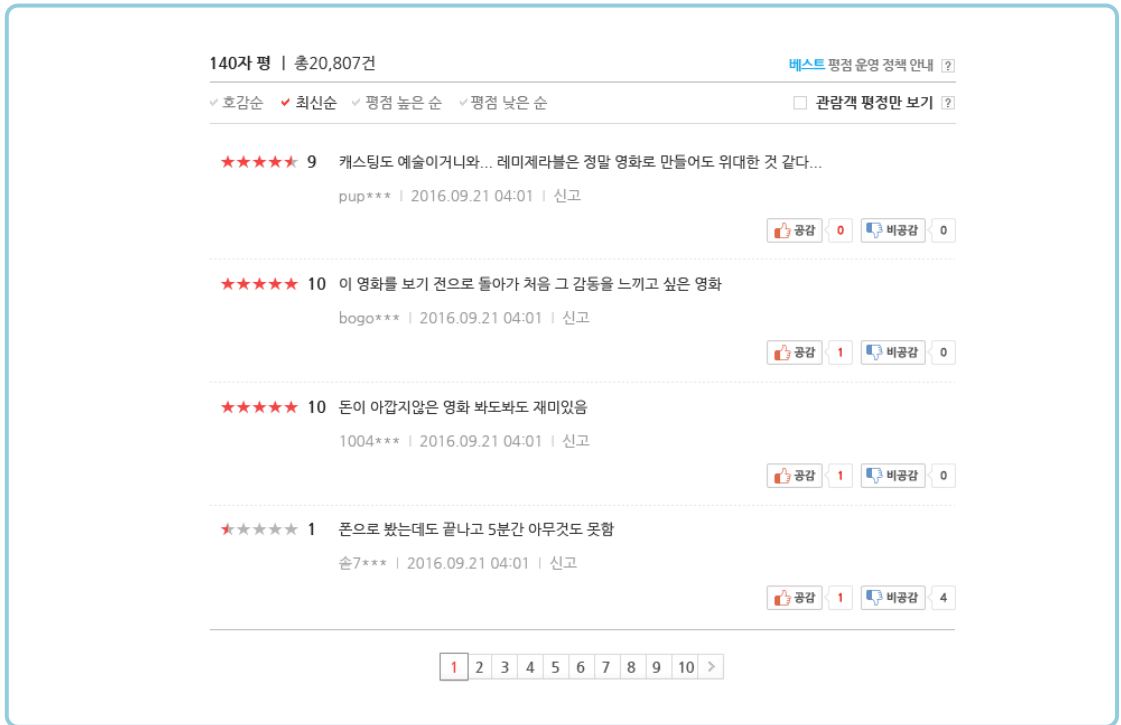 140자 평 | 총20,807건
베스트 평점 운영 정책 안내 ?
호감순 최신순 평점 높은 순 평점 낮은 순
관람객 평정만 보기 ?
9 캐스팅도 예술이거니와... 레미제라블은 정말 영화로 만들어도 위대한 것 같다...
pup*** | 2016.09.21 04:01 | 신고
공감 0 비공감 0
10 이 영화를 보기 전으로 돌아가 처음 그 감동을 느끼고 싶은 영화
bogo*** | 2016.09.21 04:01 | 신고
공감 1 비공감 0
10 돈이 아깝지않은 영화 봐도봐도 재미있음
1004*** | 2016.09.21 04:01 | 신고
공감 1 비공감 0
1 폰으로 봤는데도 끝나고 5분간 아무것도 못함
솔7*** | 2016.09.21 04:01 | 신고
공감 1 비공감 4
1 2 3 4 5 6 7 8 9 10 >